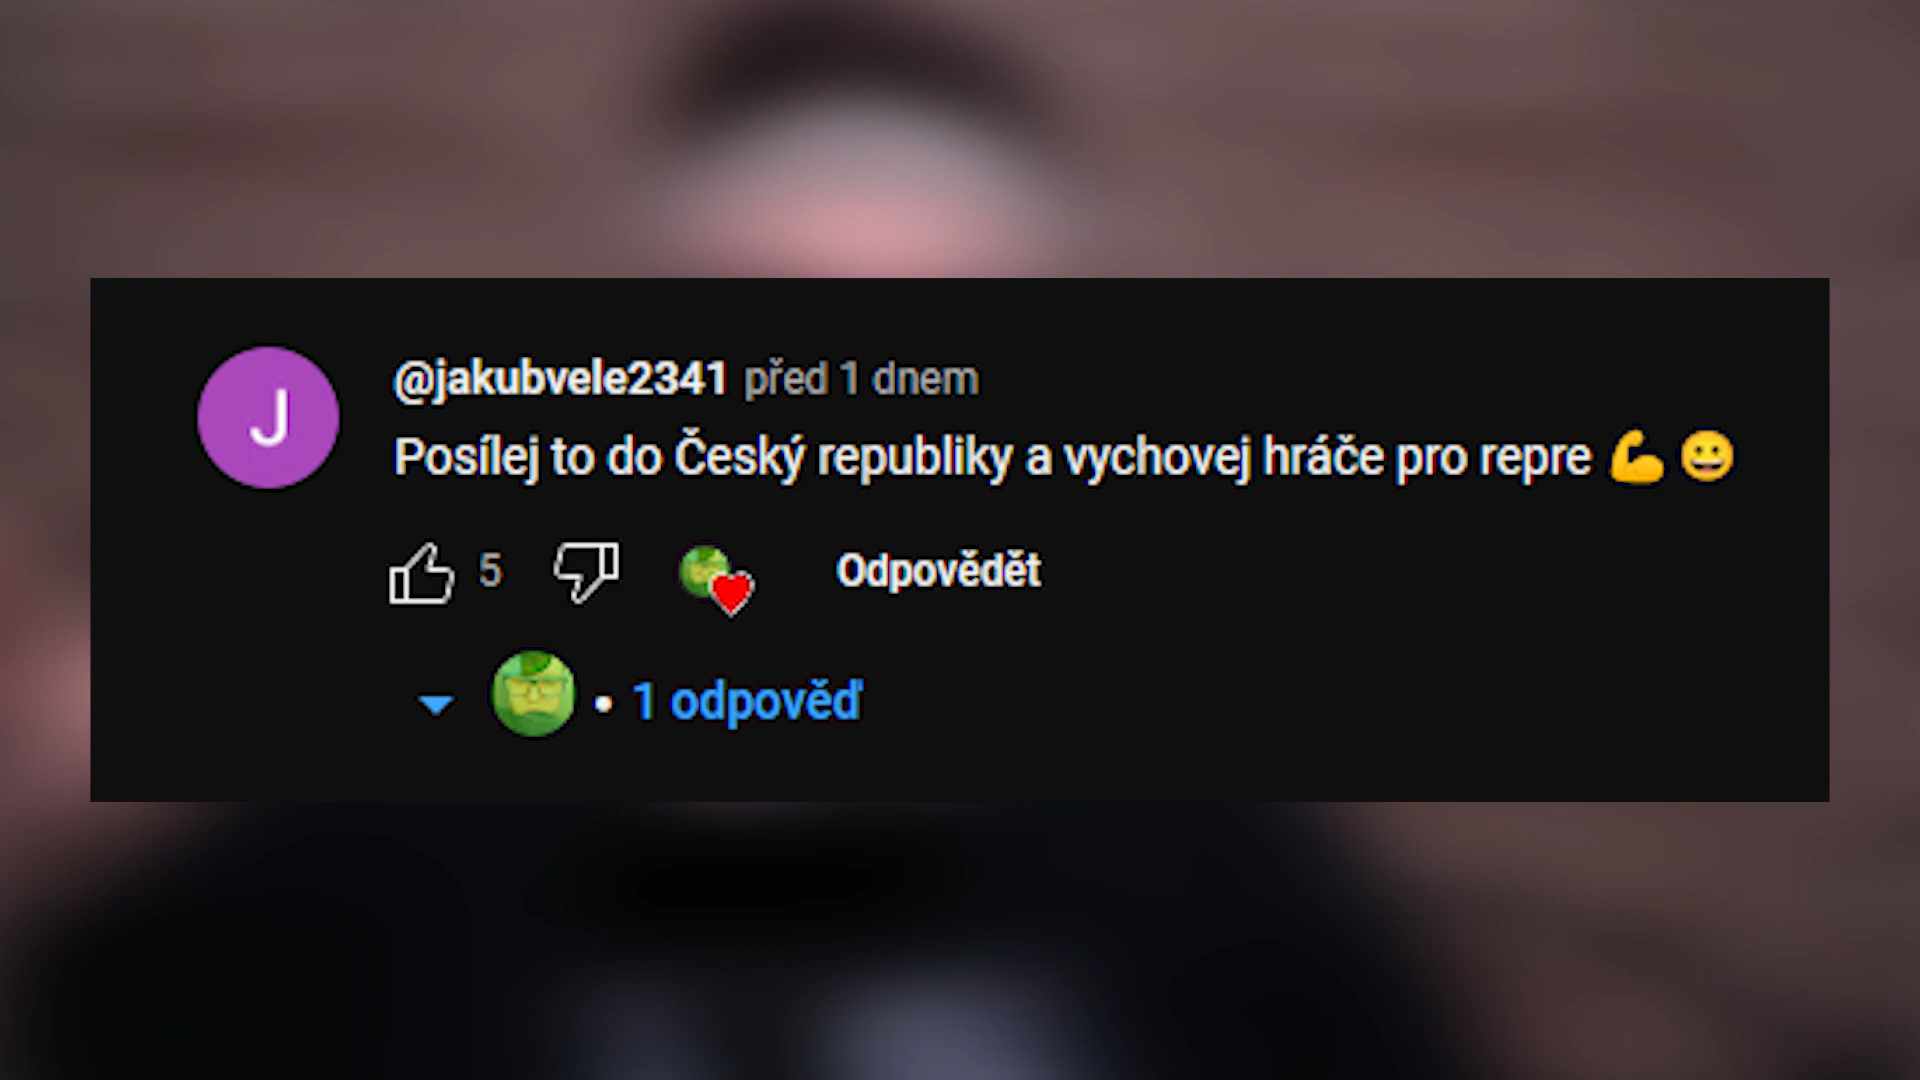 J
@jakubvele2341 před 1 dnem
Posílej to do Český republiky a vychovej hráče pro repre 💪😀
5
Odpovědět
• 1 odpověď